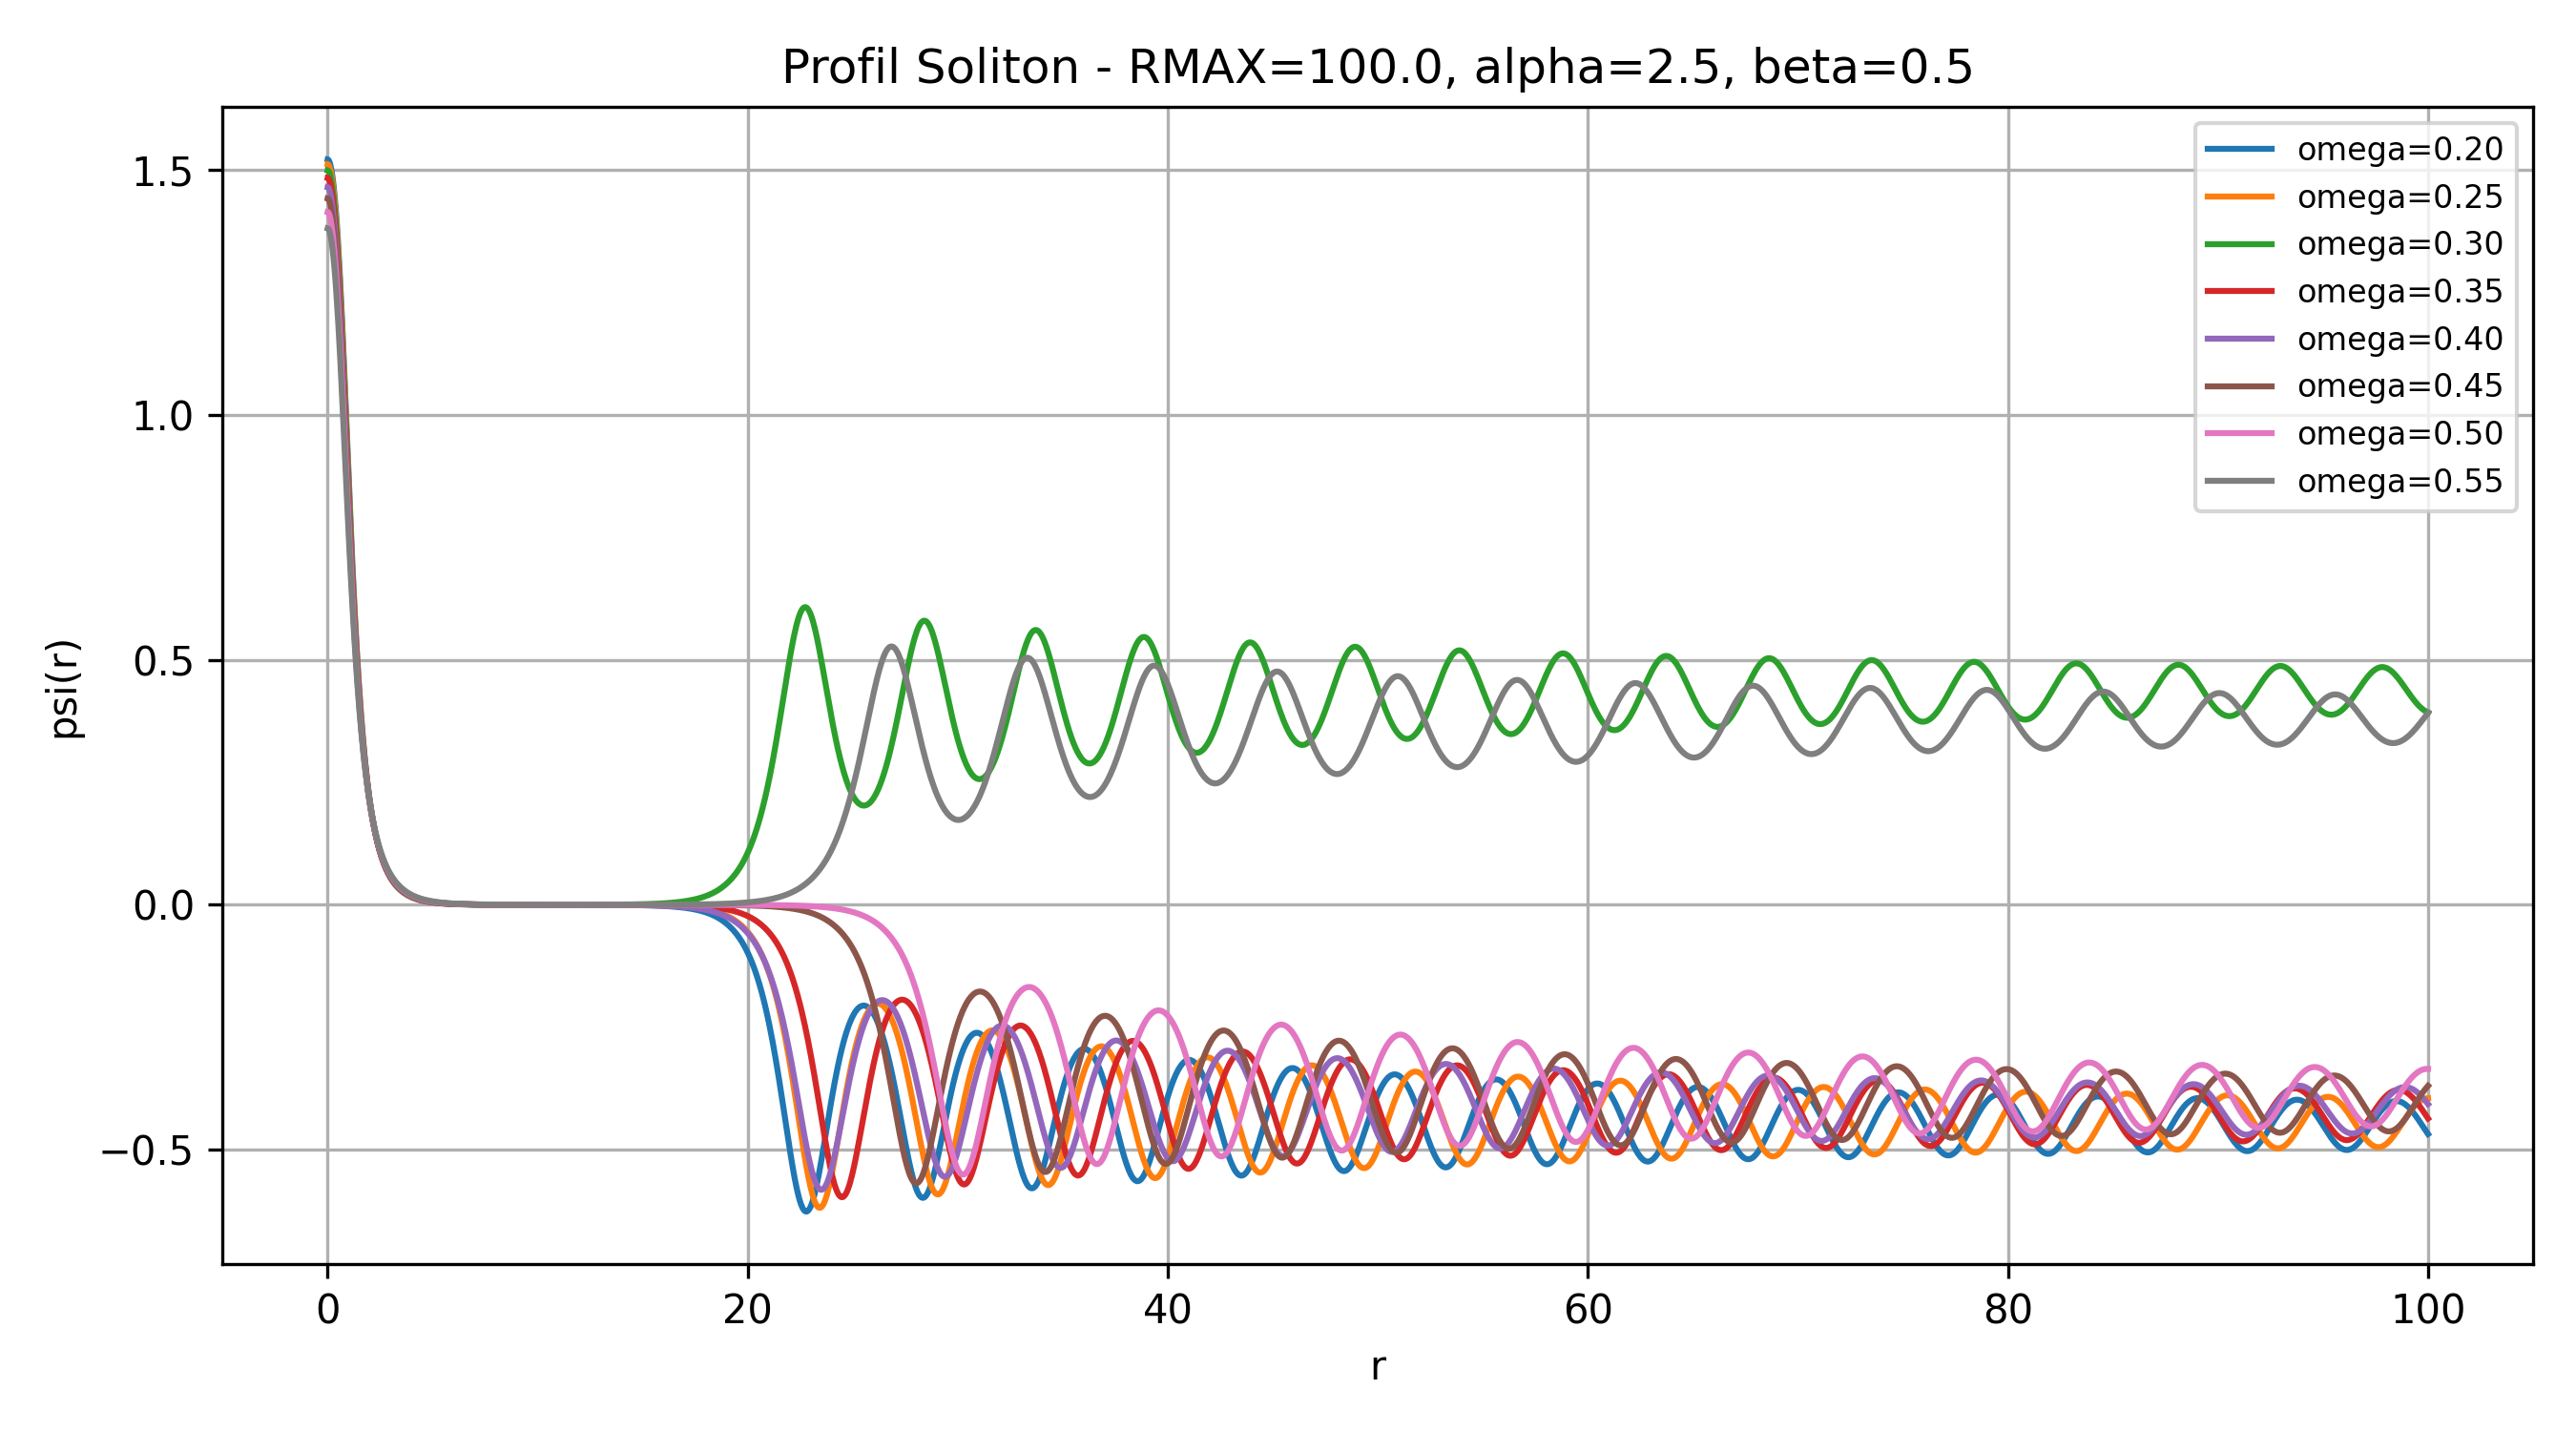 Profil Soliton - RMAX=100.0, alpha=2.5, beta=0.5
omega=0.20
omega=0.25
omega=0.30
omega=0.35
omega=0.40
omega=0.45
omega=0.50
omega=0.55
psi(r)
1.5
1.0
0.5
0.0
−0.5
0 20 40 60 80 100
r